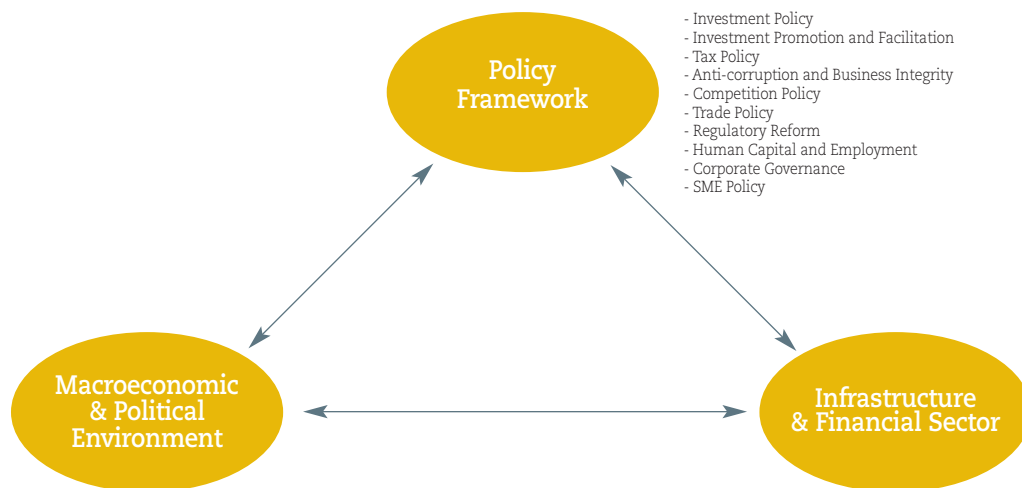 Policy
Framework
- Investment Policy
- Investment Promotion and Facilitation
- Tax Policy
- Anti-corruption and Business Integrity
- Competition Policy
- Trade Policy
- Regulatory Reform
- Human Capital and Employment
- Corporate Governance
- SME Policy
Macroeconomic
& Political
Environment
Infrastructure
& Financial Sector